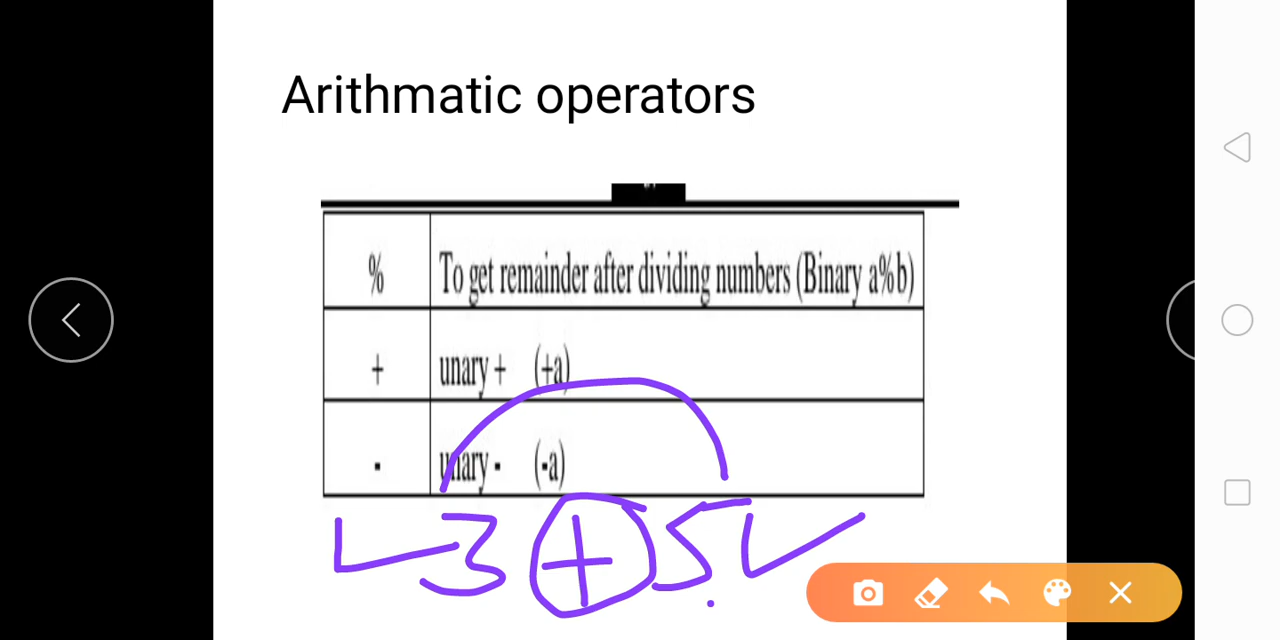 Arithmatic operators
% To get remainder after dividing numbers (Binary a%b)
+ unary + (+a)
- unary - (-a)
3 + 5